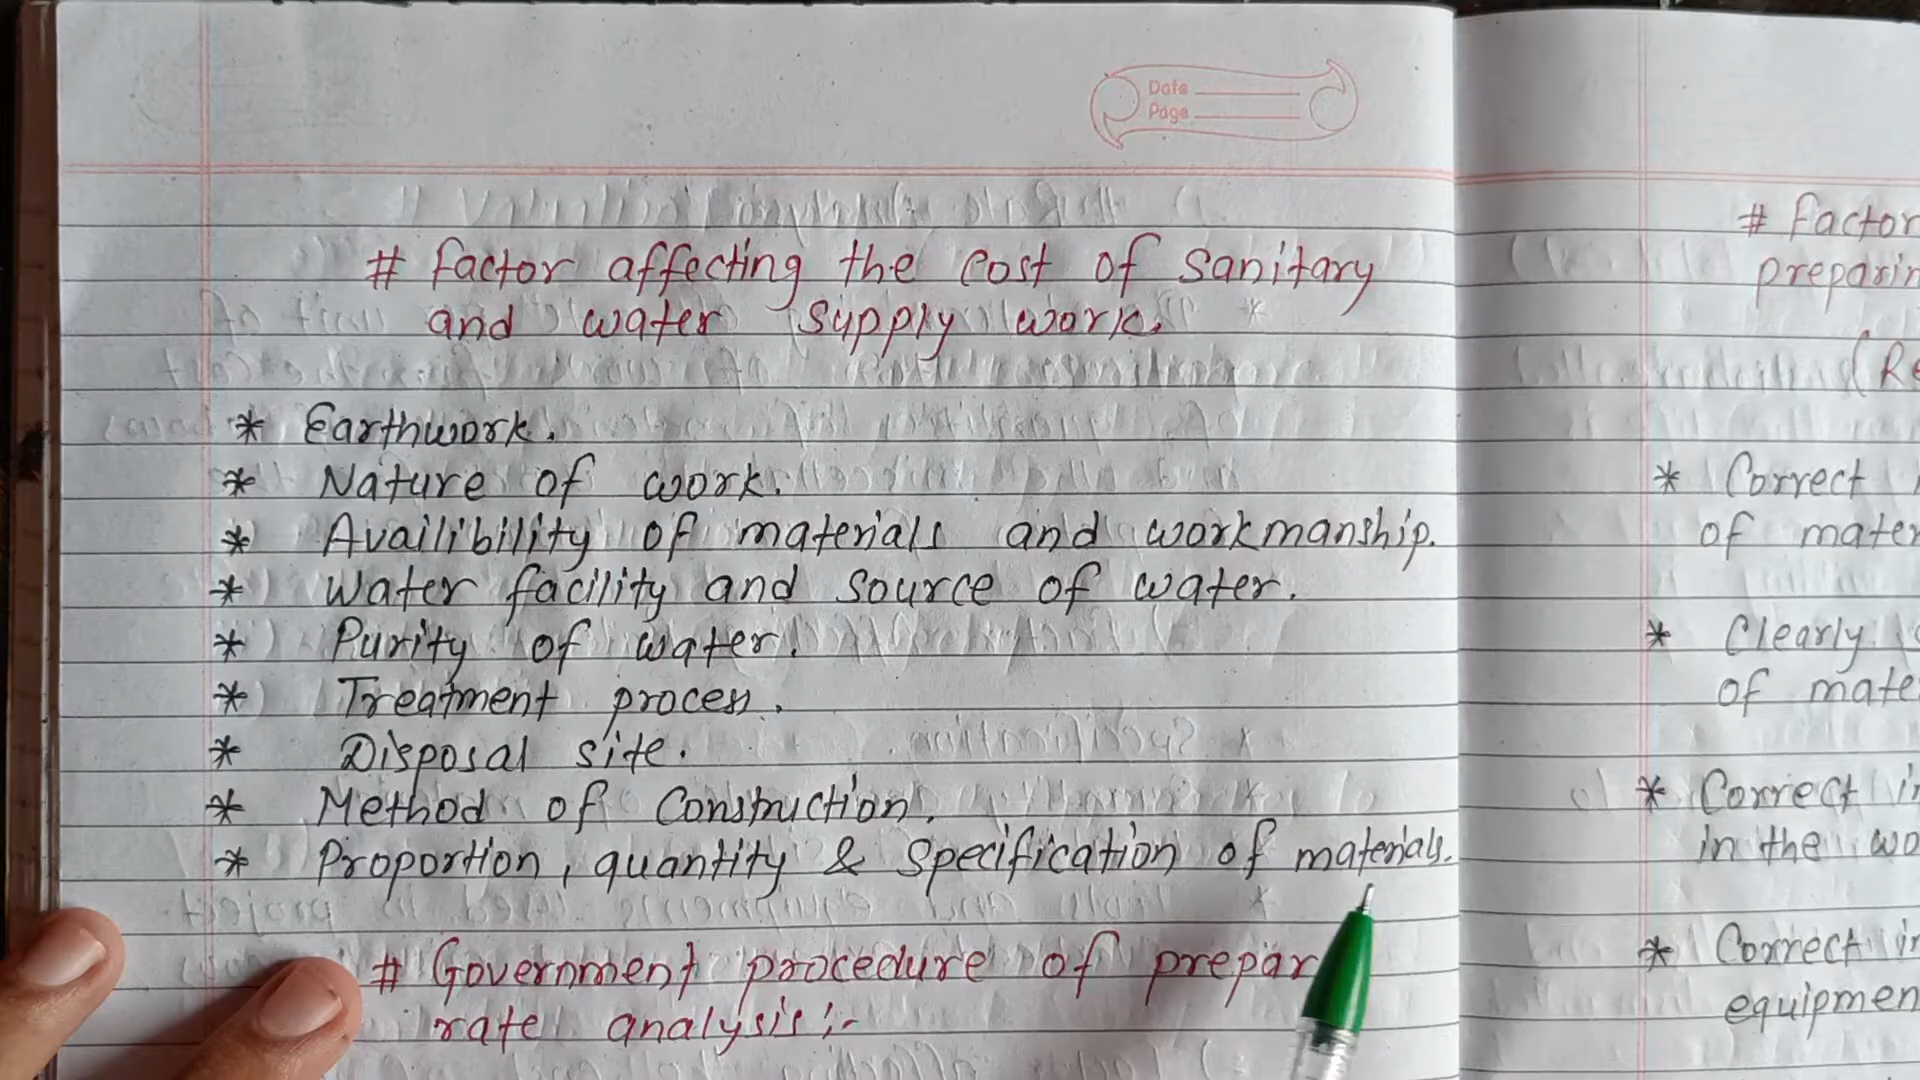 Date
Page
# factor affecting the cost of sanitary
and water supply work.
* Earthwork.
* Nature of work.
* Availibility of materials and workmanship.
* Water facility and source of water.
* Purity of water.
* Treatment process.
* Disposal site.
* Method of Construction.
* Proportion, quantity & Specification of materials.
# Government procedure of prepar
rate analysis :-
# factor
preparin
(Re
* Correct
of mater
* Clearly
of mate
* Correct in
in the wo
* Correct in
equipmen